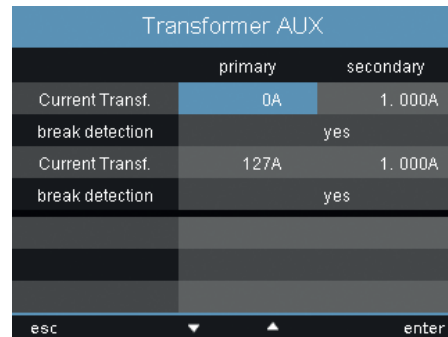 Transformer AUX
primary secondary
Current Transf. 0A 1. 000A
break detection yes
Current Transf. 127A 1. 000A
break detection yes
esc ▼ ▲ enter